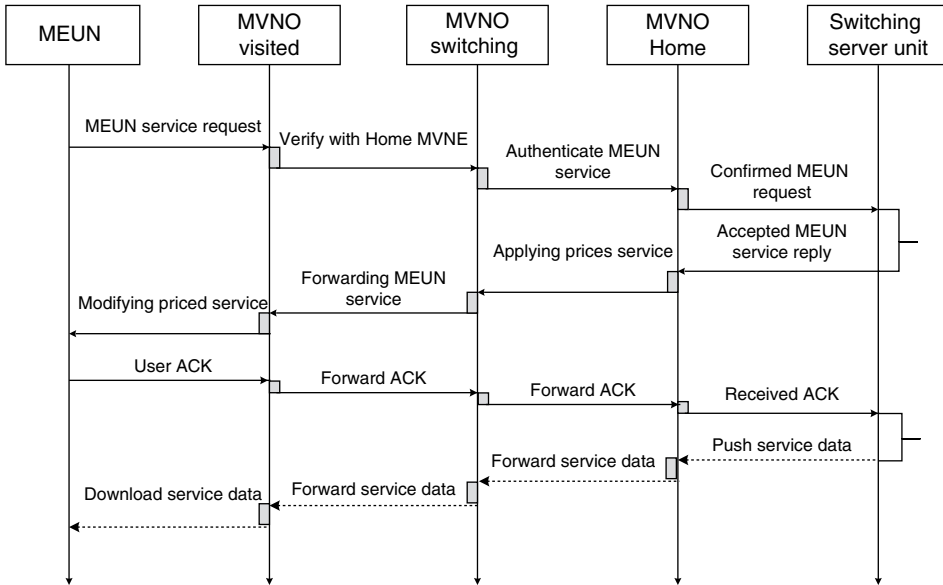 MEUN
MVNO
visited
MVNO
switching
MVNO
Home
Switching
server unit
MEUN service request
Verify with Home MVNE
Authenticate MEUN
service
Confirmed MEUN
request
Accepted MEUN
service reply
Applying prices service
Forwarding MEUN
service
Modifying priced service
User ACK
Forward ACK
Forward ACK
Received ACK
Push service data
Forward service data
Forward service data
Download service data